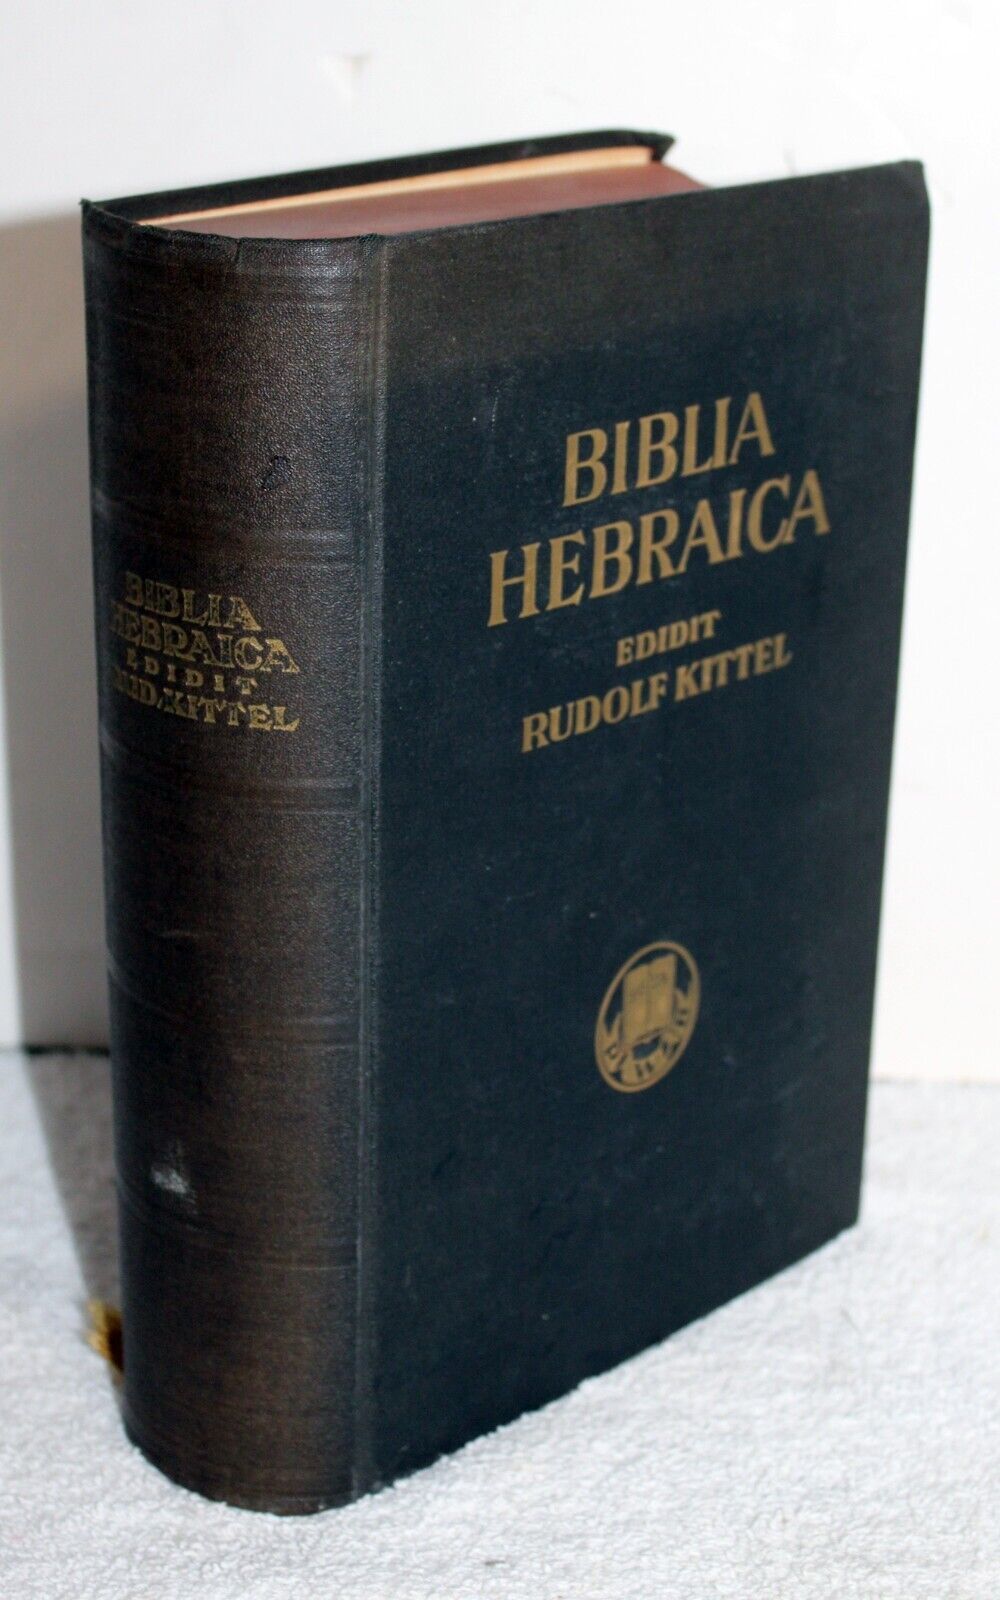 BIBLIA
HEBRAICA
EDIDIT
RUD. KITTEL
BIBLIA
HEBRAICA
EDIDIT
RUDOLF KITTEL